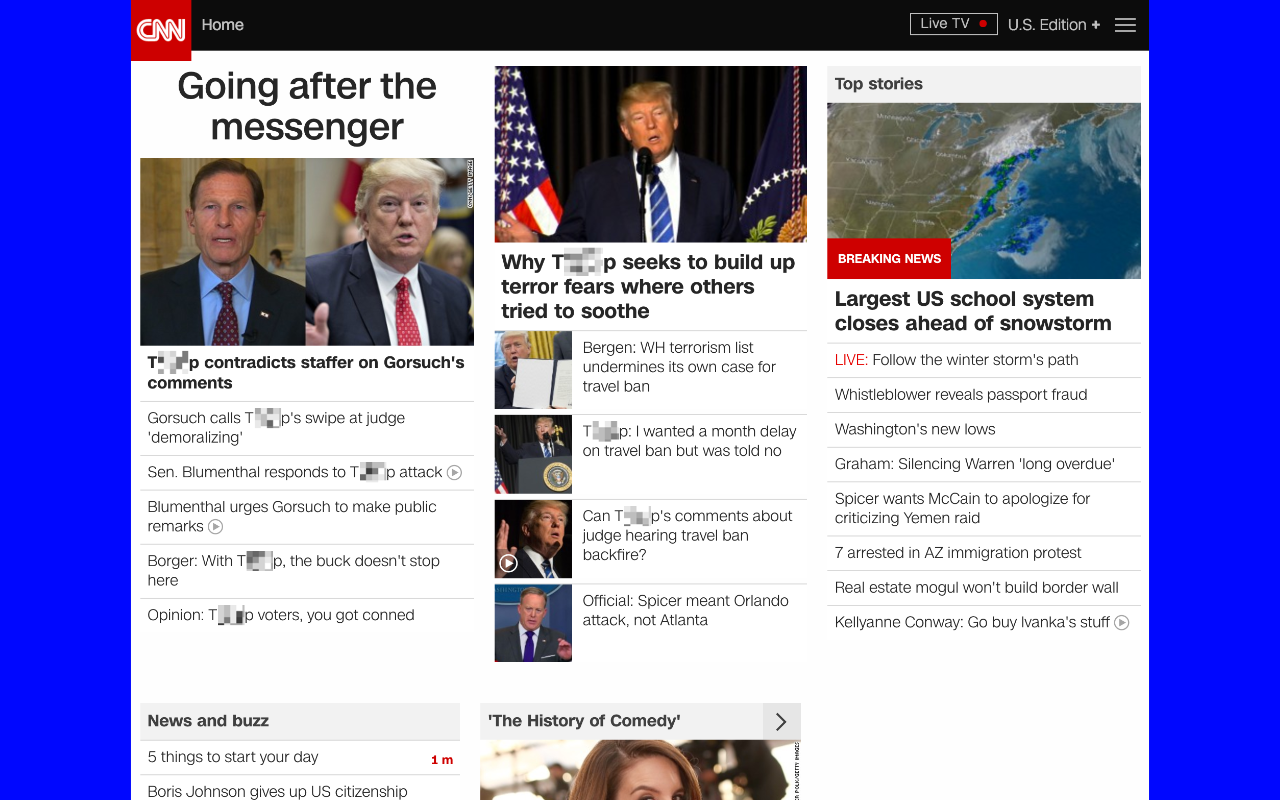 CNN
Home
Live TV
U.S. Edition +
Going after the
messenger
CNN/GETTY IMAGE
contradicts staffer on Gorsuch's
comments
Gorsuch calls swipe at judge
'demoralizing'
Sen. Blumenthal responds to attack
Blumenthal urges Gorsuch to make public
remarks
Borger: With the buck doesn't stop
here
Opinion: voters, you got conned
Why seeks to build up
terror fears where others
tried to soothe
Bergen: WH terrorism list
undermines its own case for
travel ban
I wanted a month delay
on travel ban but was told no
Can comments about
judge hearing travel ban
backfire?
Official: Spicer meant Orlando
attack, not Atlanta
Top stories
BREAKING NEWS
Largest US school system
closes ahead of snowstorm
LIVE: Follow the winter storm's path
Whistleblower reveals passport fraud
Washington's new lows
Graham: Silencing Warren 'long overdue'
Spicer wants McCain to apologize for
criticizing Yemen raid
7 arrested in AZ immigration protest
Real estate mogul won't build border wall
Kellyanne Conway: Go buy Ivanka's stuff
News and buzz
5 things to start your day
1 m
Boris Johnson gives up US citizenship
'The History of Comedy'